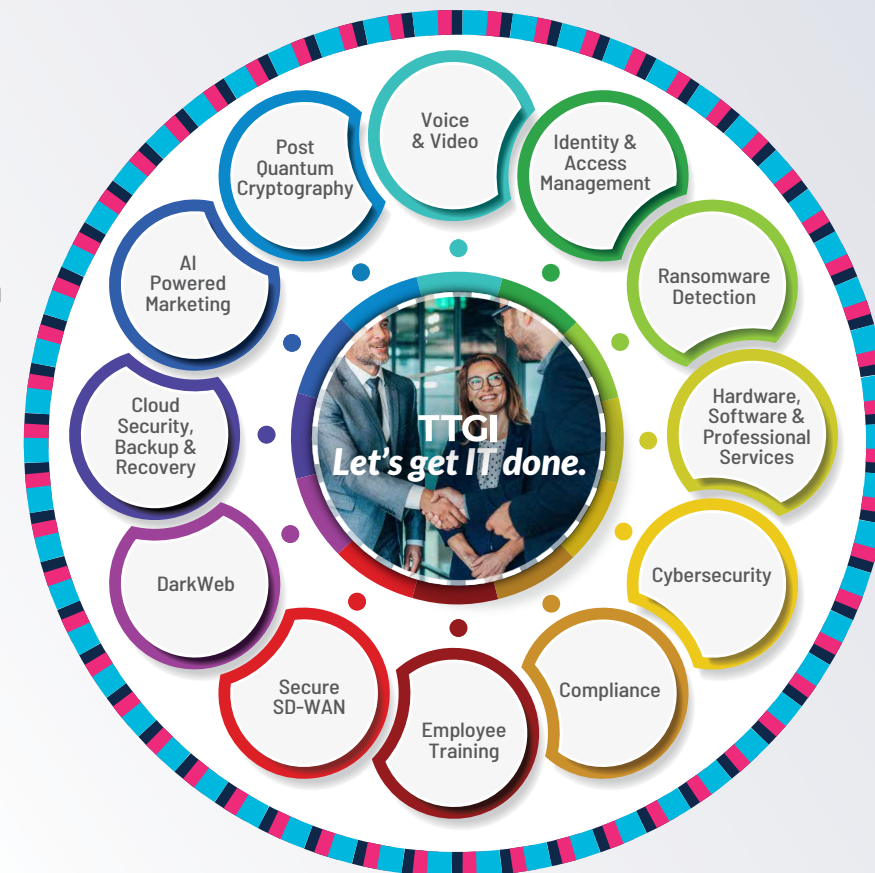 Voice
& Video
Identity &
Access
Management
Ransomware
Detection
Hardware,
Software &
Professional
Services
Cybersecurity
Compliance
Employee
Training
Secure
SD-WAN
DarkWeb
Cloud
Security,
Backup &
Recovery
AI
Powered
Marketing
Post
Quantum
Cryptography
TTGI
Let's get IT done.